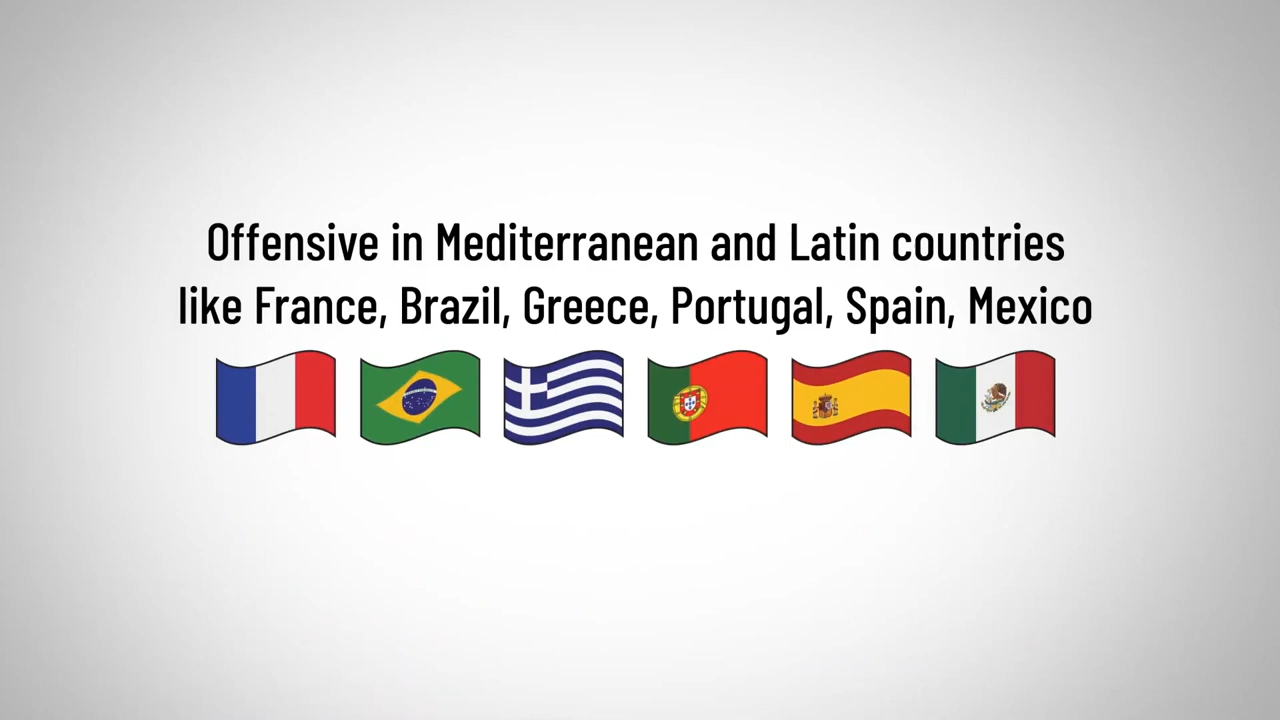 Offensive in Mediterranean and Latin countries
like France, Brazil, Greece, Portugal, Spain, Mexico